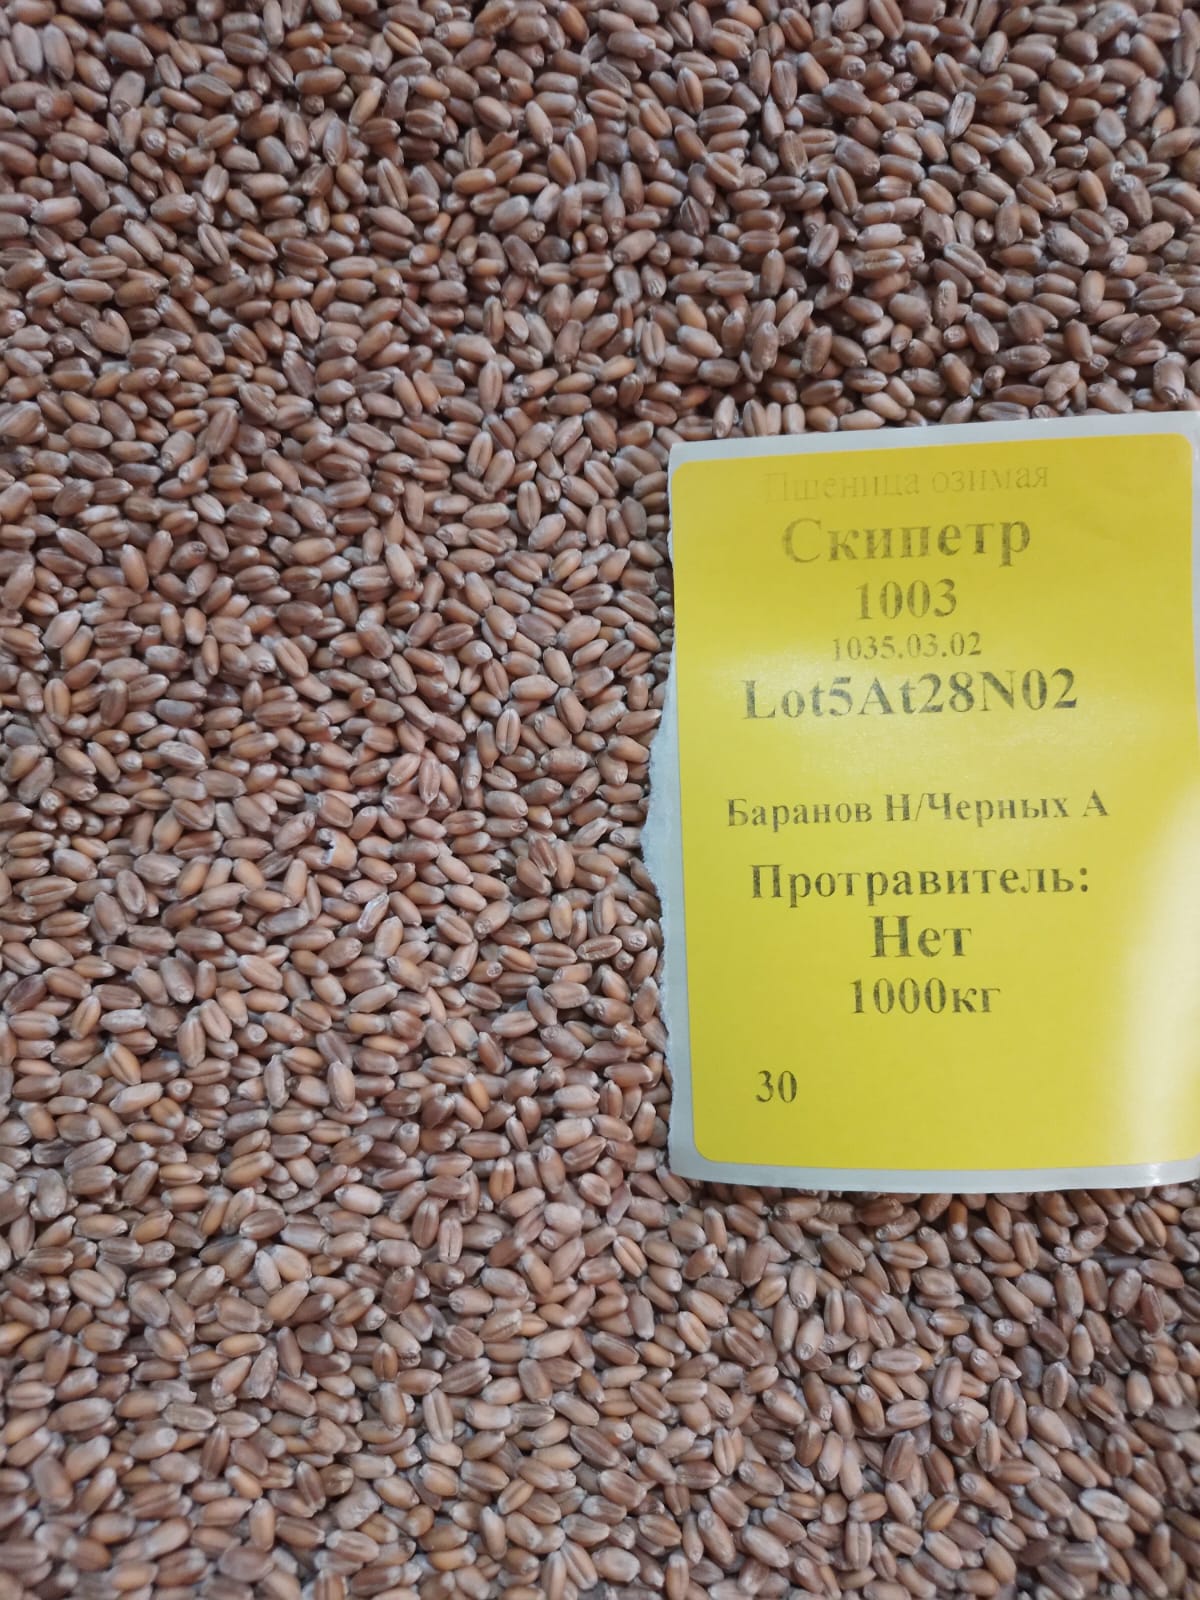 Пшеница озимая
Скипетр
1003
1035.03.02
Lot5At28N02
Баранов Н/Черных А
Протравитель:
Нет
1000кг
30